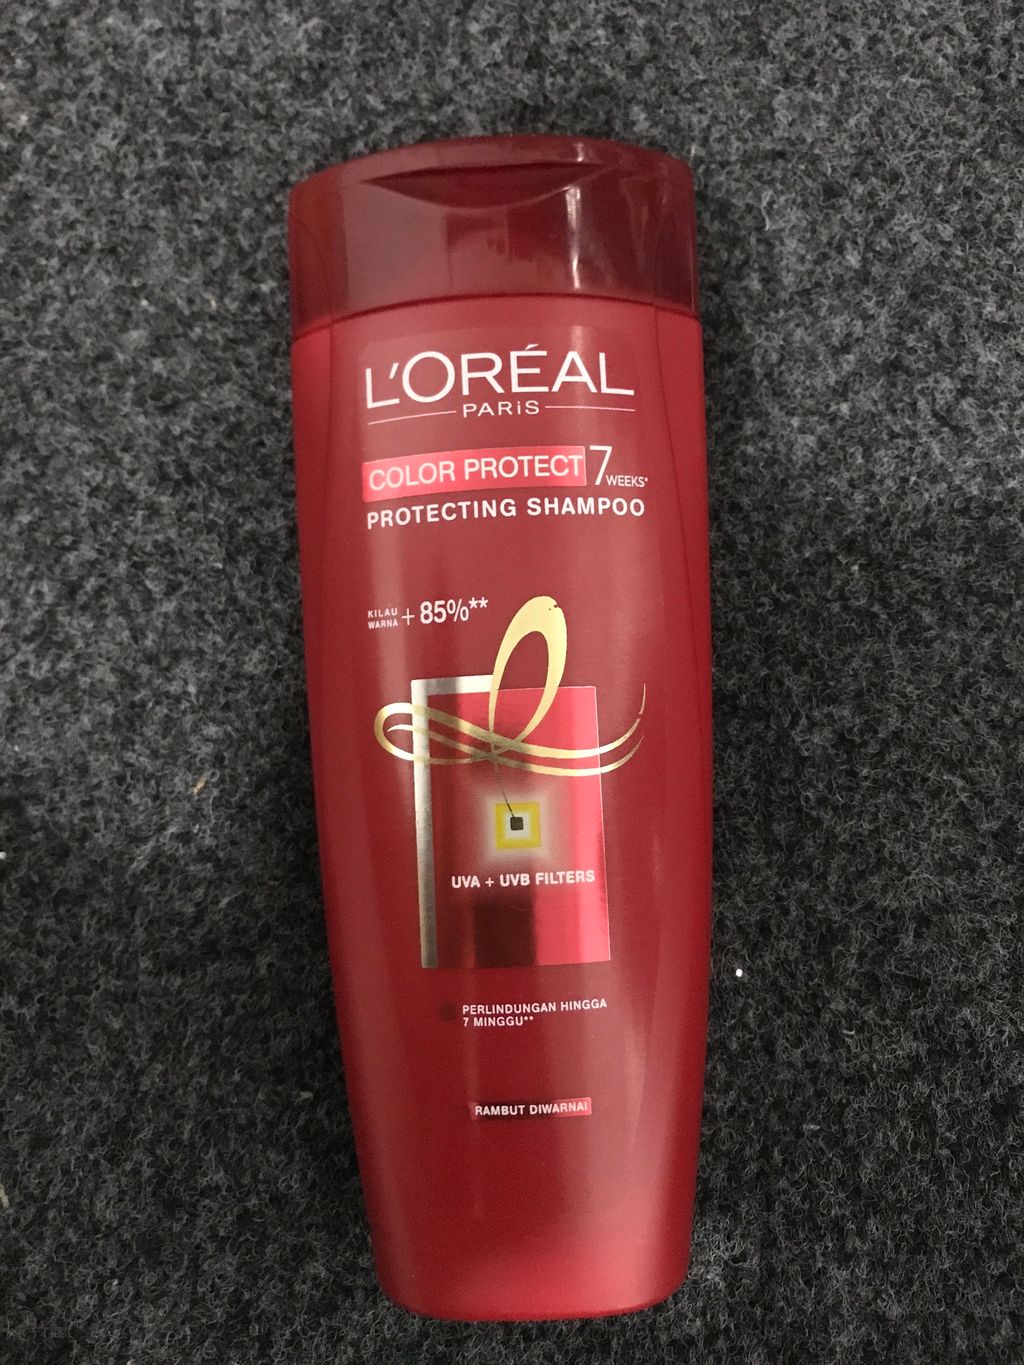 L'ORÉAL
PARiS
COLOR PROTECT 7 WEEKS*
PROTECTING SHAMPOO
KILAU
WARNA + 85%**
UVA + UVB FILTERS
PERLINDUNGAN HINGGA
7 MINGGU**
RAMBUT DIWARNAI